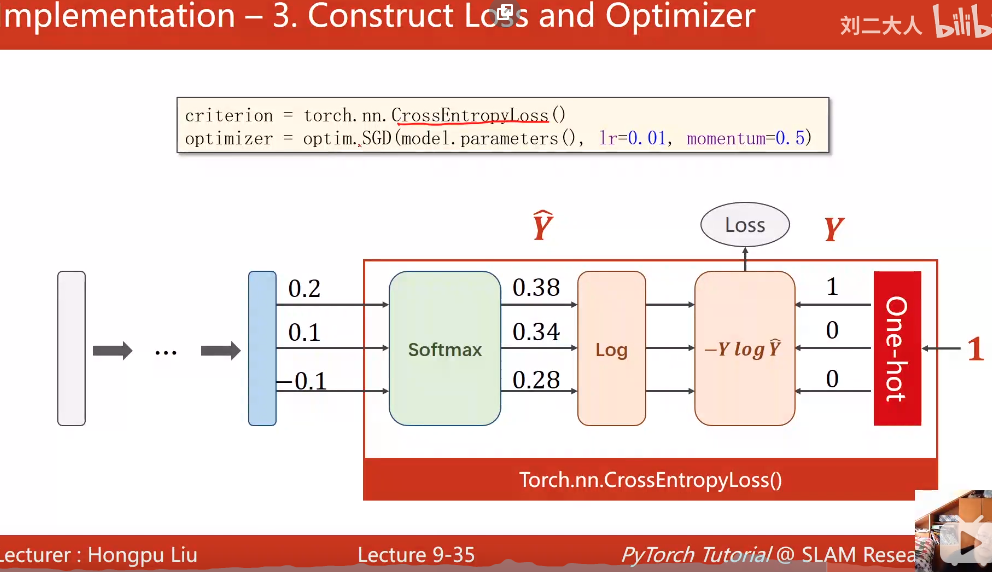 mplementation – 3. Construct Loss and Optimizer
刘二大人
criterion = torch.nn.CrossEntropyLoss()
optimizer = optim.SGD(model.parameters(), lr=0.01, momentum=0.5)
Ŷ
Loss
Y
0.2
0.38
1
0.1
0.34
0
−0.1
0.28
0
...
Softmax
Log
−Y log Ŷ
One-hot
1
Torch.nn.CrossEntropyLoss()
Lecturer : Hongpu Liu
Lecture 9-35
PyTorch Tutorial @ SLAM Resea